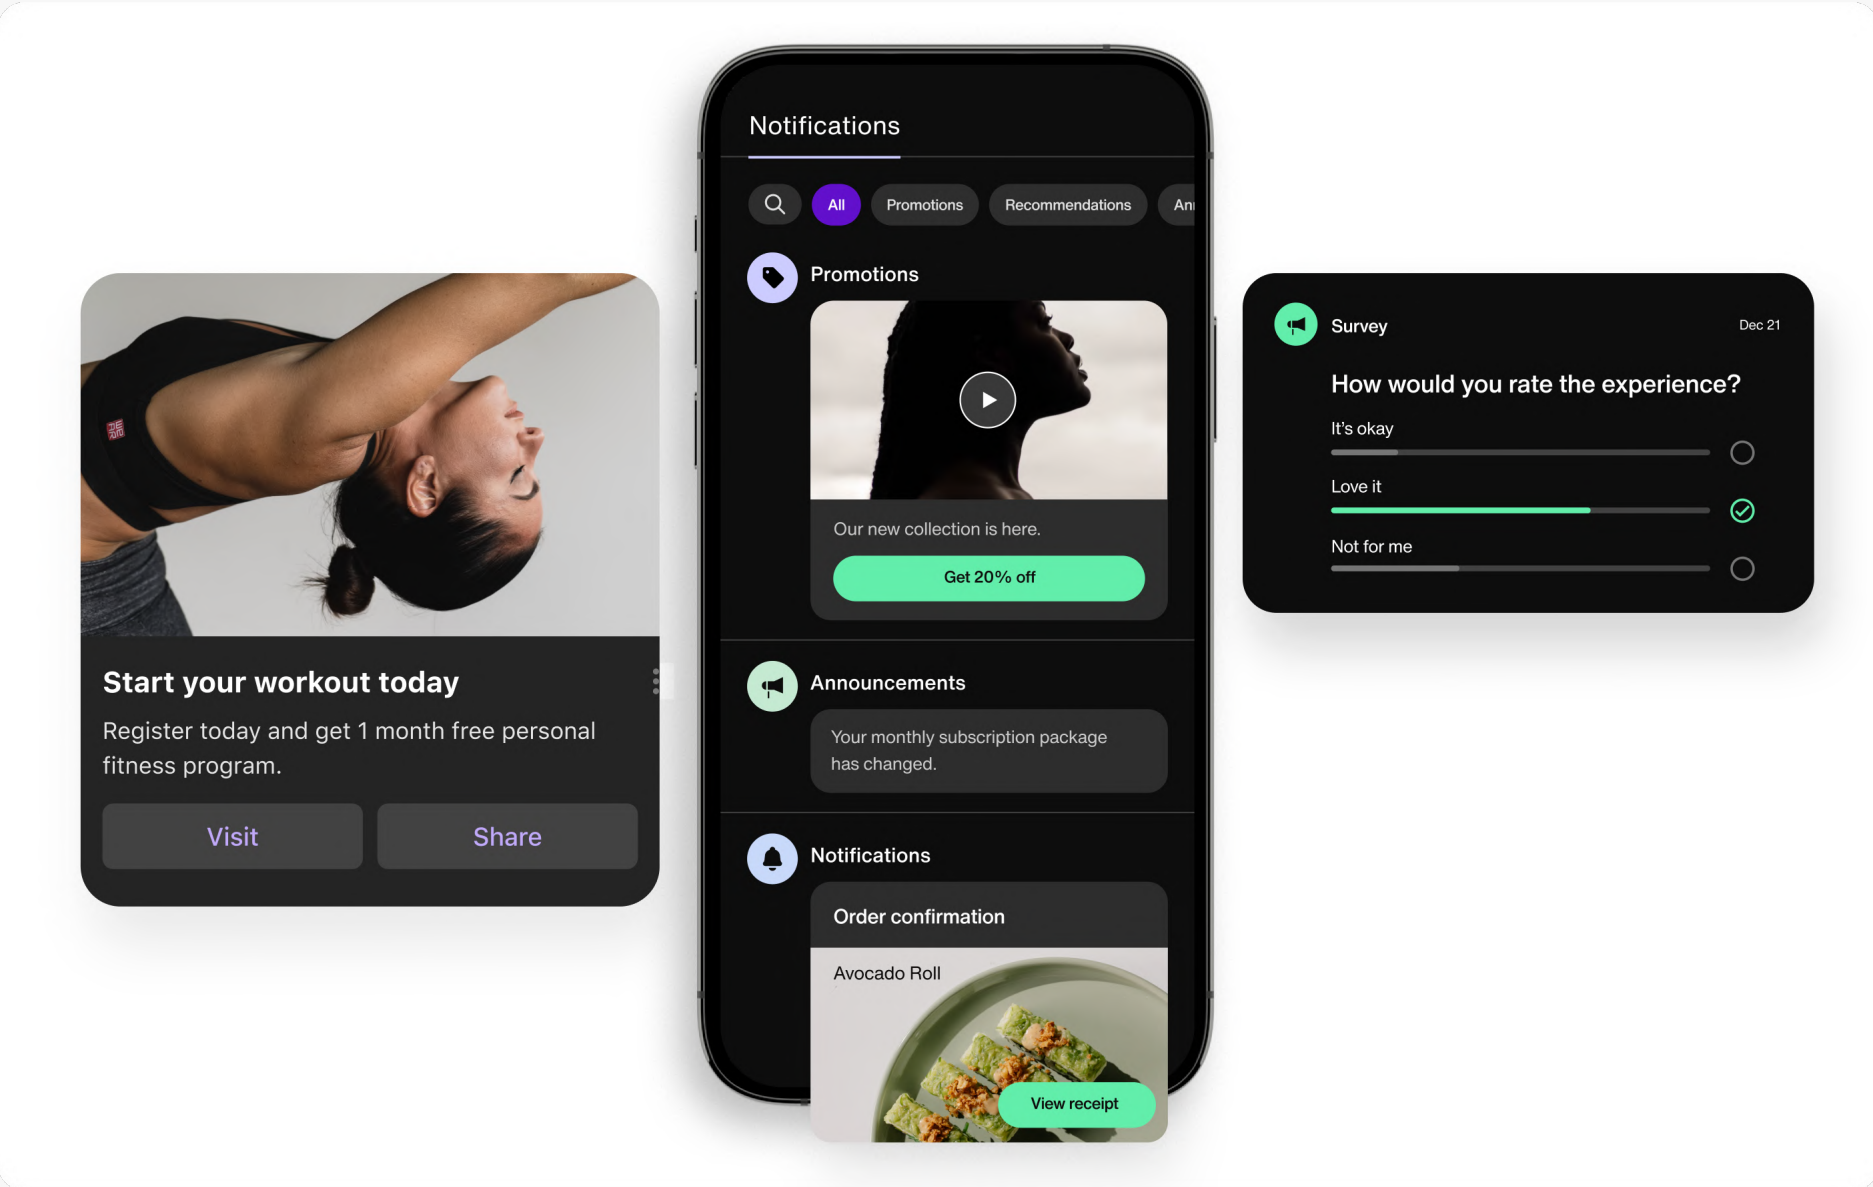 Start your workout today
Register today and get 1 month free personal
fitness program.
Visit
Share
Notifications
All
Promotions
Recommendations
Promotions
Our new collection is here.
Get 20% off
Announcements
Your monthly subscription package
has changed.
Notifications
Order confirmation
Avocado Roll
View receipt
Survey
Dec 21
How would you rate the experience?
It’s okay
Love it
Not for me